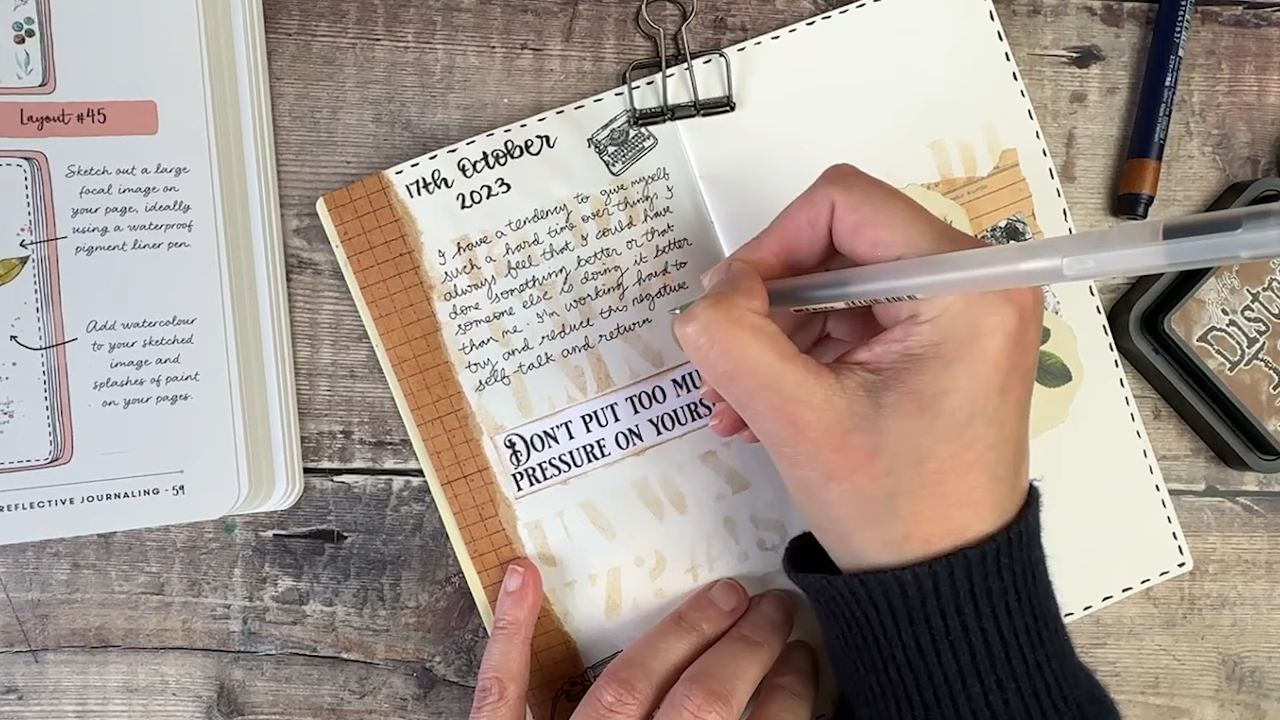 Layout #45
Sketch out a large
focal image on
your page, ideally
using a waterproof
pigment liner pen.
Add watercolour
to your sketched
image and
splashes of paint
on your pages.
REFLECTIVE JOURNALING - 59
17th October
2023
I have a tendency to give myself
such a hard time over things. I
always feel that I could have
done something better or that
someone else is doing it better
than me. I'm working hard to
try and reduce this negative
self-talk and return
DON'T PUT TOO MU
PRESSURE ON YOURS
Distr